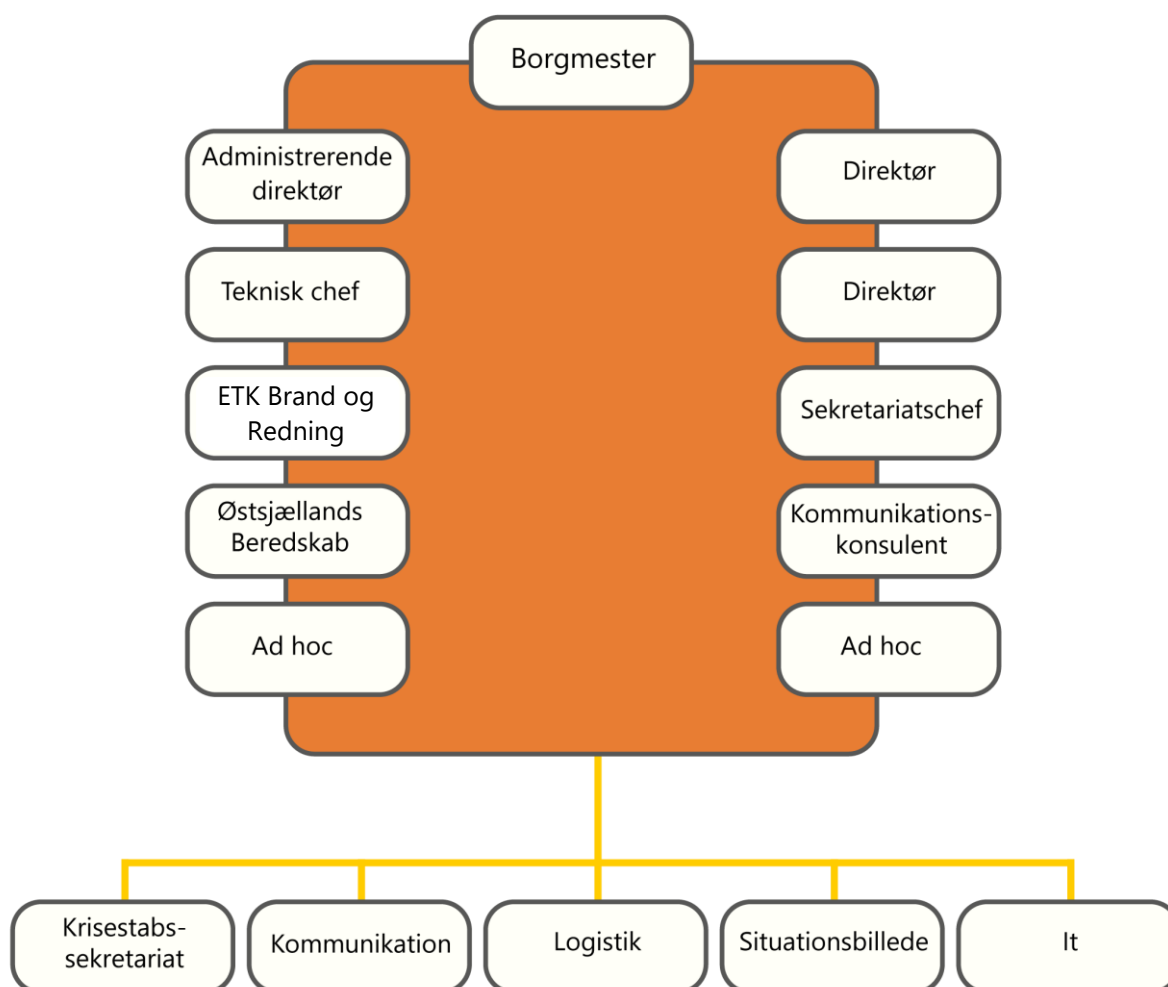 Borgmester
Administrerende
direktør
Direktør
Teknisk chef
Direktør
ETK Brand og
Redning
Sekretariatschef
Østsjællands
Beredskab
Kommunikations-
konsulent
Ad hoc
Ad hoc
Krisestabs-
sekretariat
Kommunikation
Logistik
Situationsbillede
It